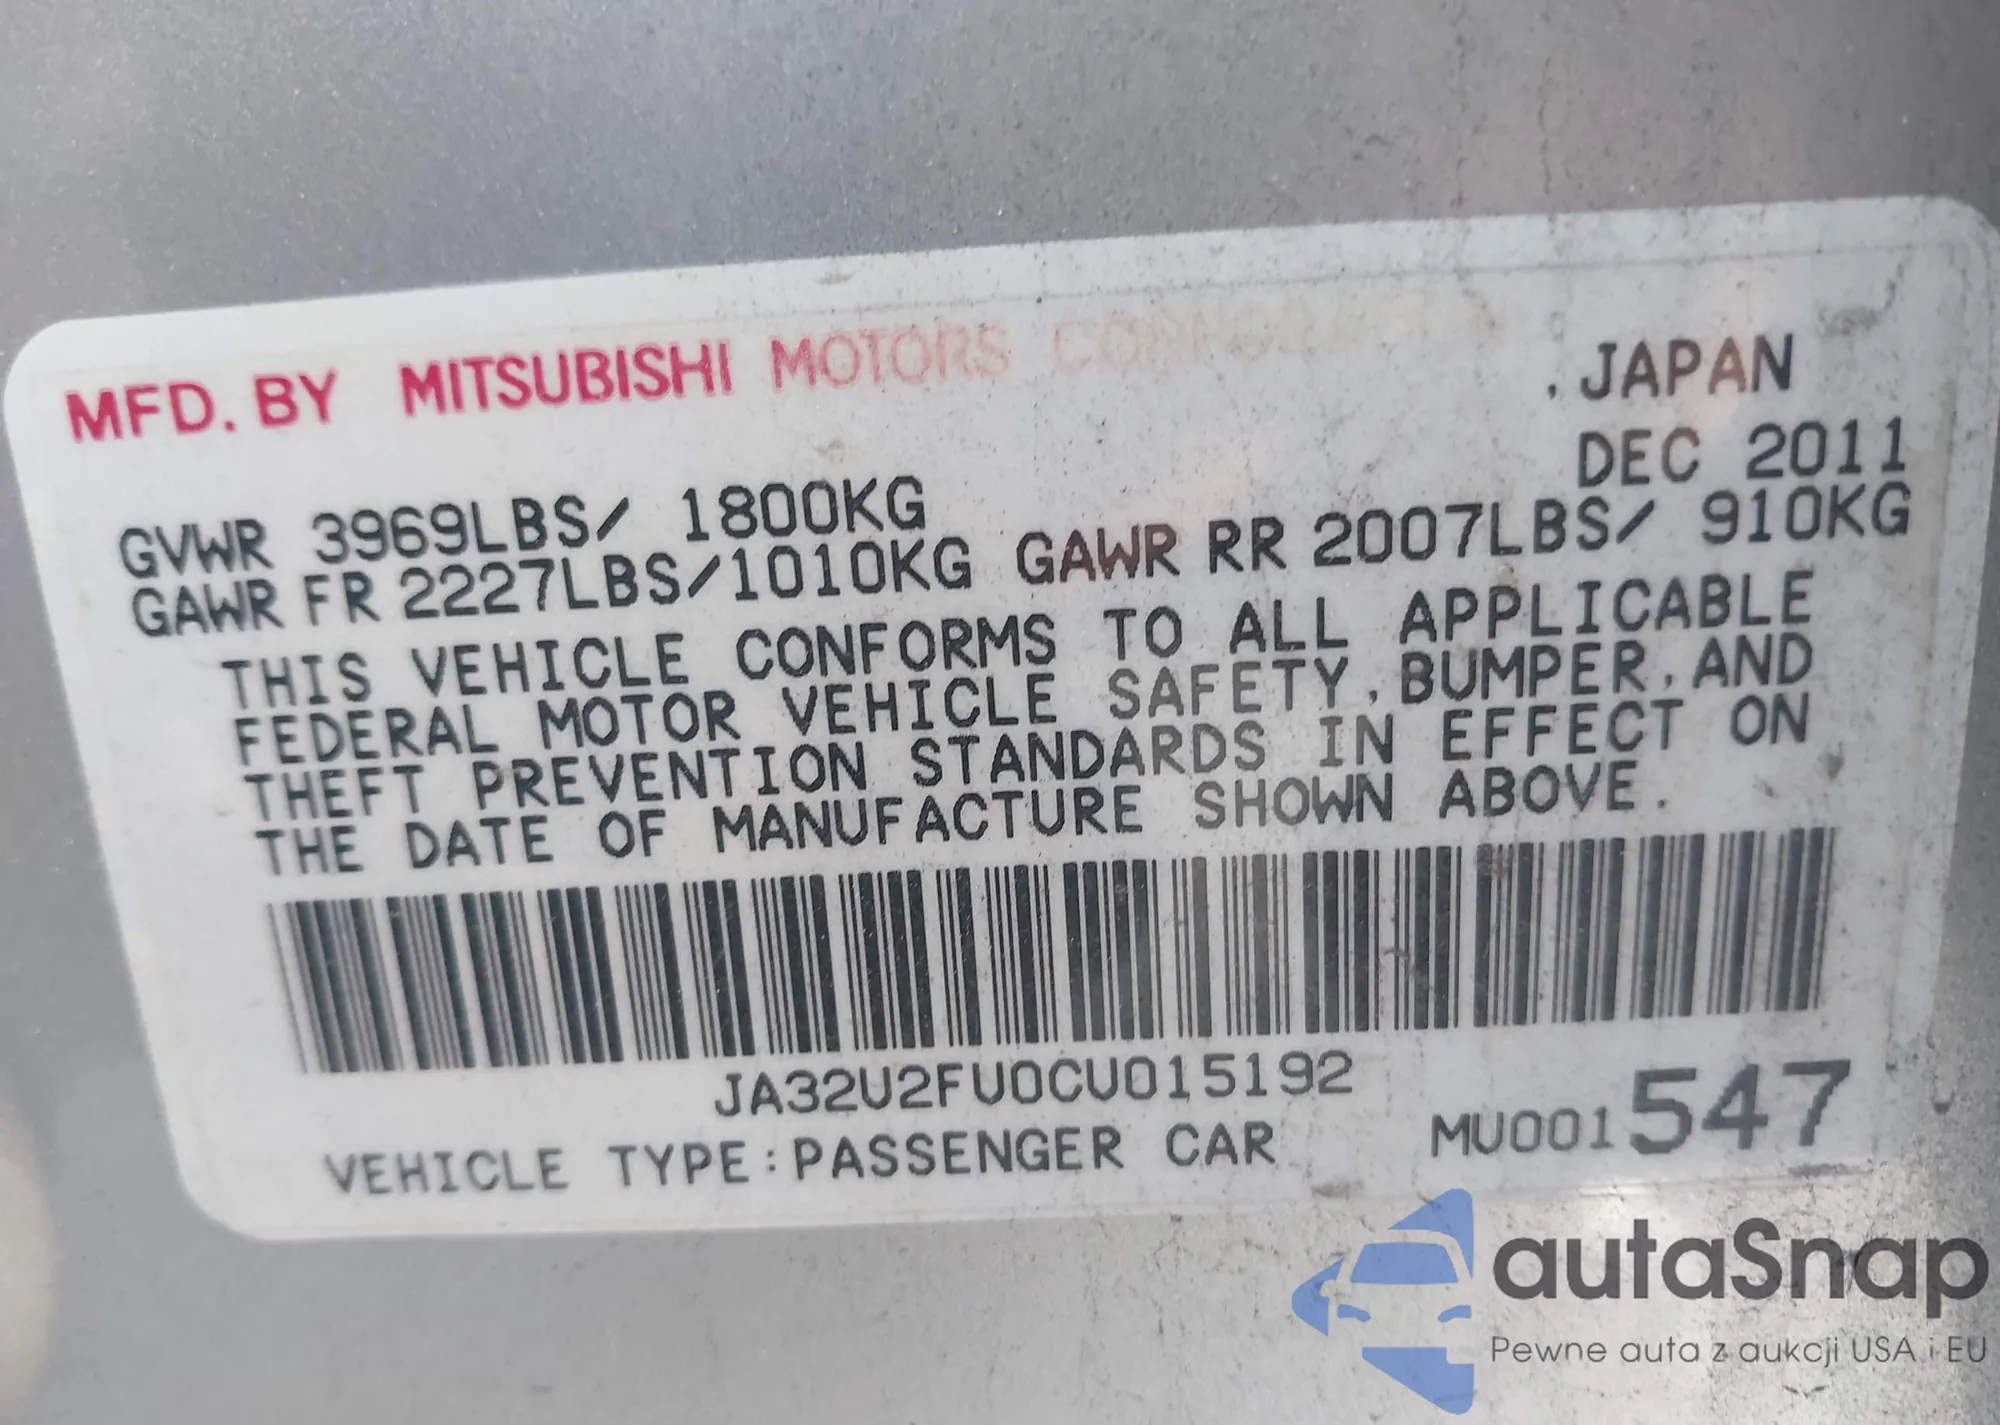 MFD. BY MITSUBISHI MOTORS CORPORATION
. JAPAN
DEC 2011
GVWR 3969LBS/ 1800KG
GAWR FR 2227LBS/1010KG GAWR RR 2007LBS/ 910KG
THIS VEHICLE CONFORMS TO ALL APPLICABLE
FEDERAL MOTOR VEHICLE SAFETY, BUMPER, AND
THEFT PREVENTION STANDARDS IN EFFECT ON
THE DATE OF MANUFACTURE SHOWN ABOVE.
JA32U2FU0CU015192
VEHICLE TYPE:PASSENGER CAR
MU001547
autaSnap
Pewne auta z aukcji USA i EU